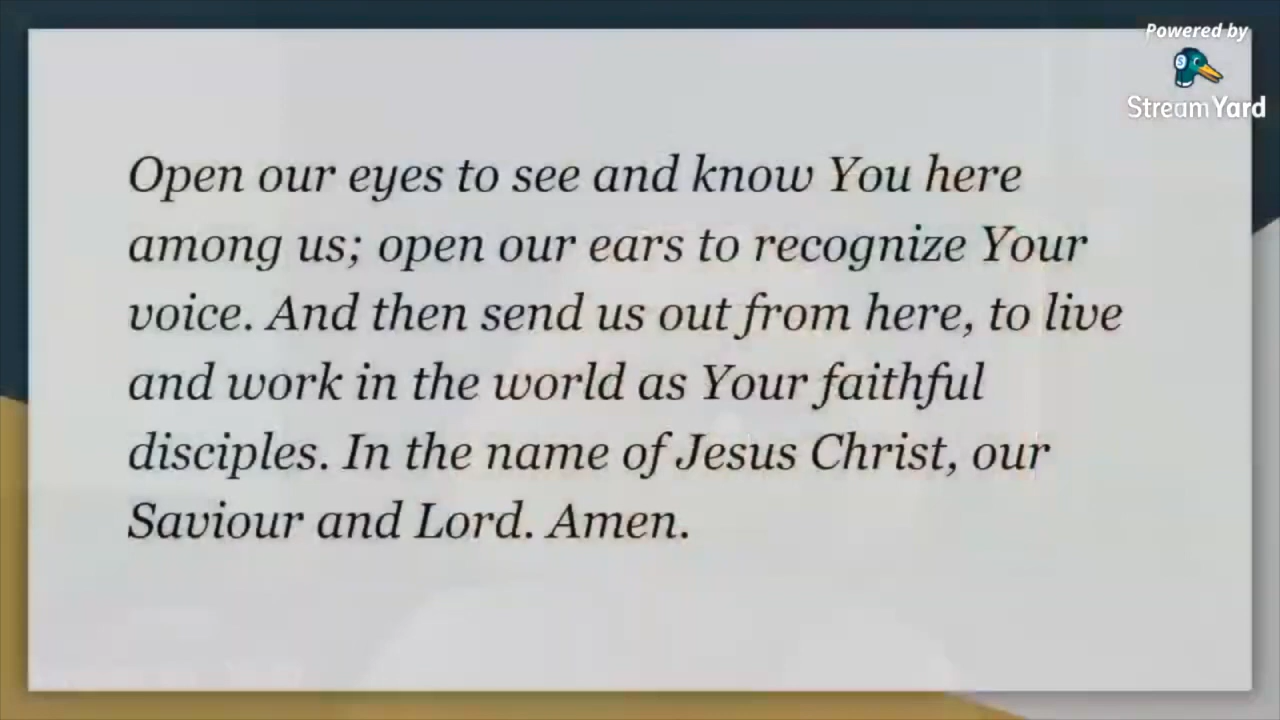 Powered by
StreamYard
Open our eyes to see and know You here
among us; open our ears to recognize Your
voice. And then send us out from here, to live
and work in the world as Your faithful
disciples. In the name of Jesus Christ, our
Saviour and Lord. Amen.